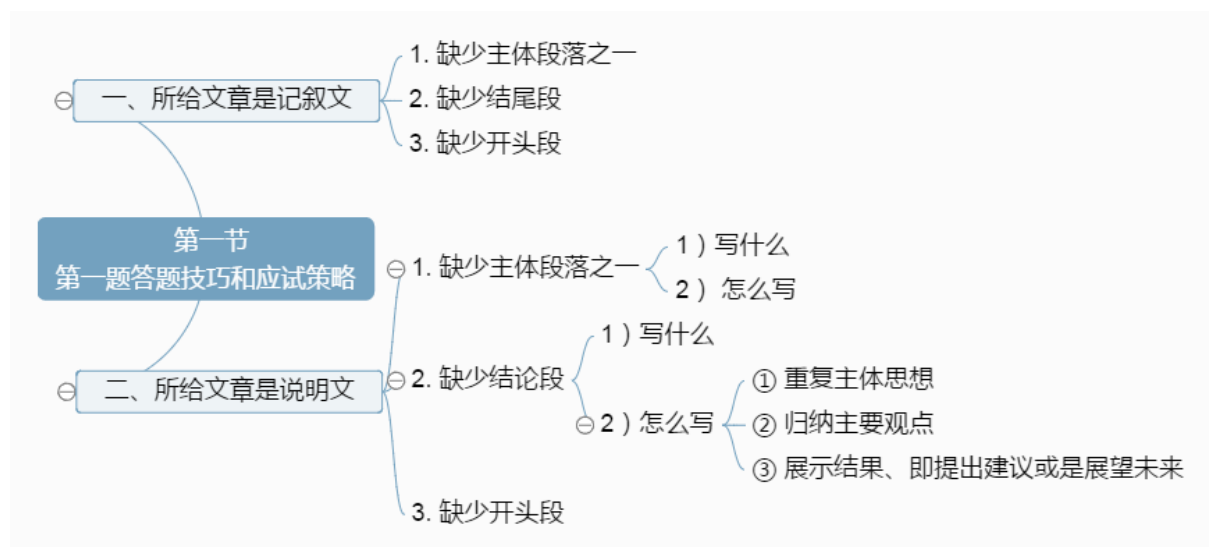 一、所给文章是记叙文
1. 缺少主体段落之一
2. 缺少结尾段
3. 缺少开头段
第一节
第一题答题技巧和应试策略
二、所给文章是说明文
1. 缺少主体段落之一
1）写什么
2） 怎么写
2. 缺少结论段
1）写什么
2）怎么写
① 重复主体思想
② 归纳主要观点
③ 展示结果、即提出建议或是展望未来
3. 缺少开头段